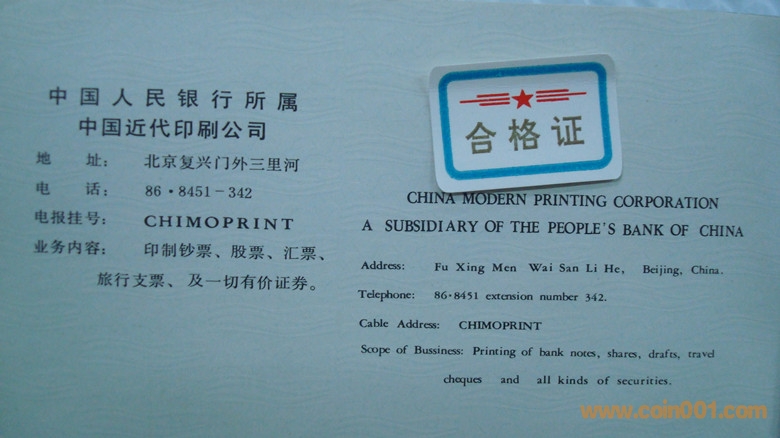 中国人民银行所属
中国近代印刷公司
地 址： 北京复兴门外三里河
电 话： 86·8451-342
电报挂号： CHIMOPRINT
业务内容： 印制钞票、股票、汇票、
旅行支票、及一切有价证券。
合格证
CHINA MODERN PRINTING CORPORATION
A SUBSIDIARY OF THE PEOPLE'S BANK OF CHINA
Address: Fu Xing Men Wai San Li He, Beijing, China.
Telephone: 86·8451 extension number 342.
Cable Address: CHIMOPRINT
Scope of Bussiness: Printing of bank notes, shares, drafts, travel
cheques and all kinds of securities.
www.coin001.com